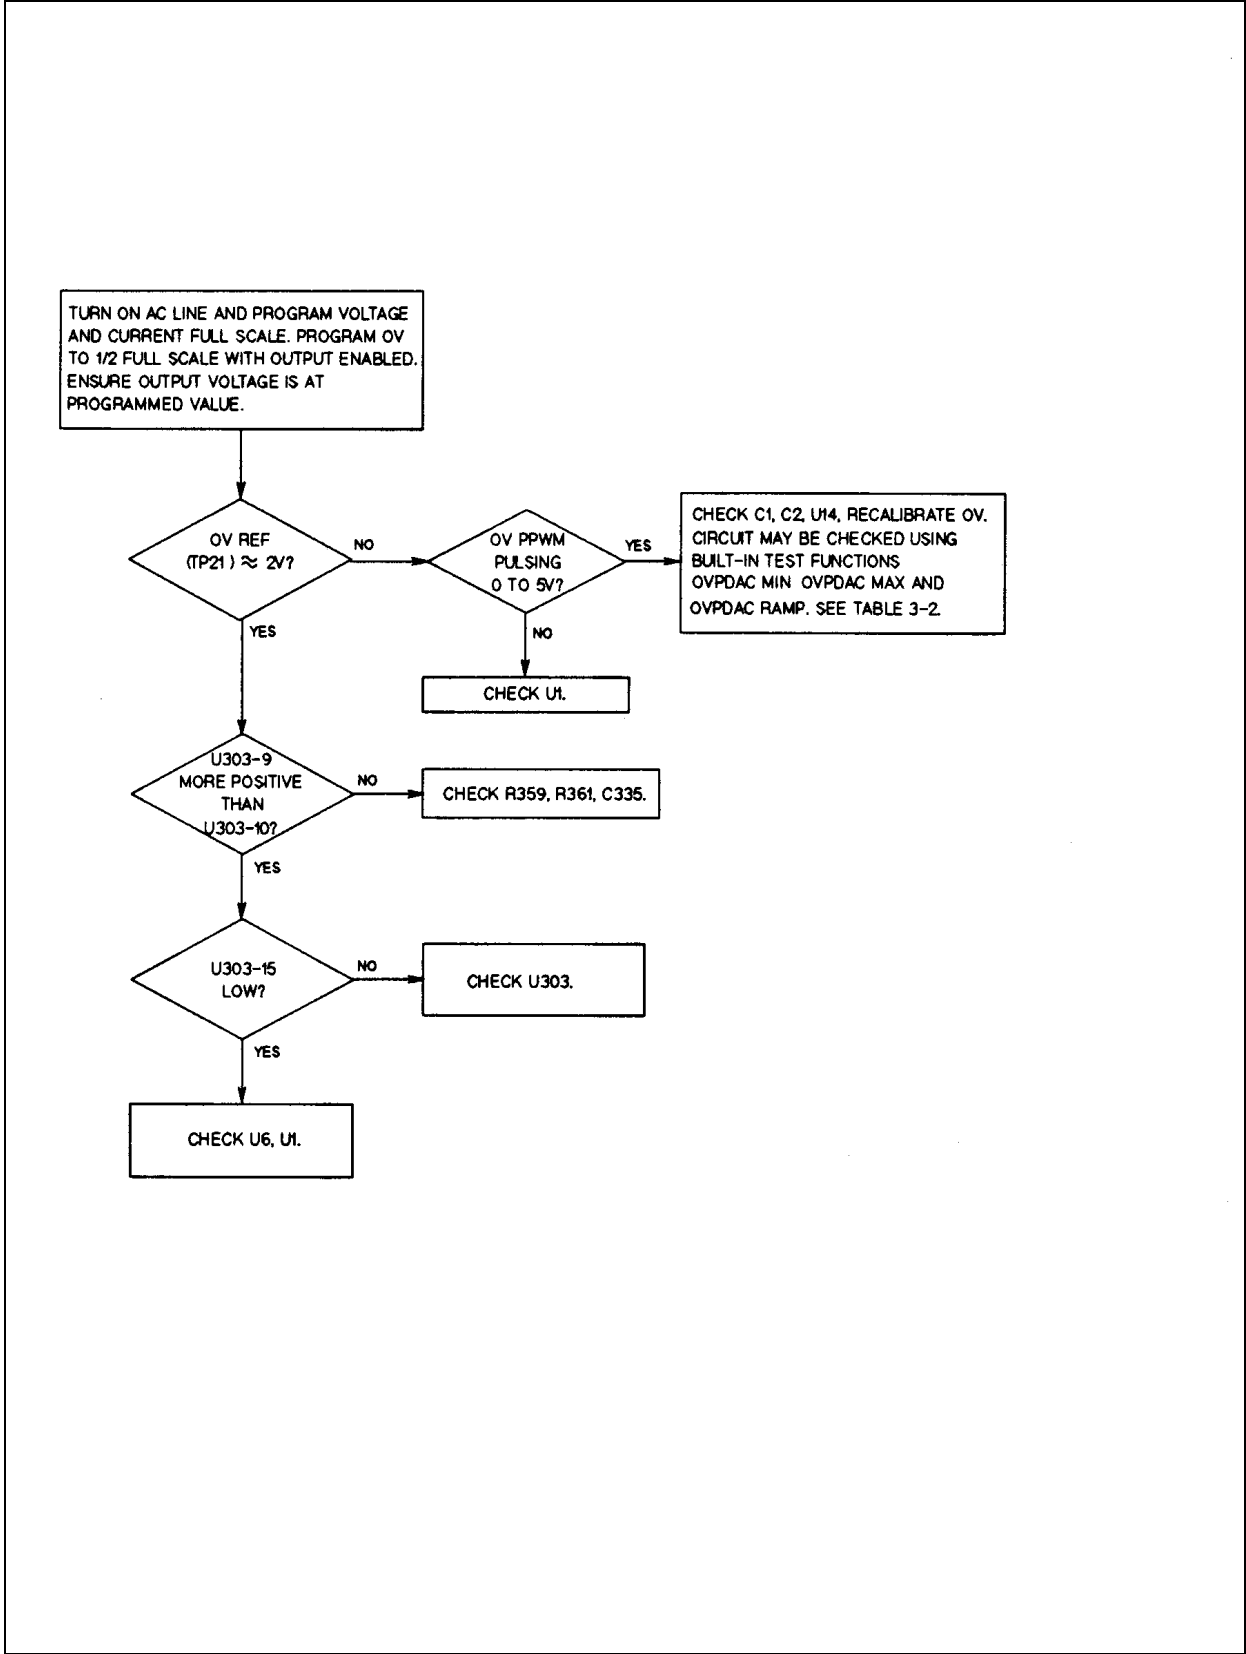 TURN ON AC LINE AND PROGRAM VOLTAGE
AND CURRENT FULL SCALE. PROGRAM OV
TO 1/2 FULL SCALE WITH OUTPUT ENABLED.
ENSURE OUTPUT VOLTAGE IS AT
PROGRAMMED VALUE.
OV REF
(TP21) ≈ 2V?
NO
OV PPWM
PULSING
0 TO 5V?
YES
CHECK C1, C2, U14, RECALIBRATE OV.
CIRCUIT MAY BE CHECKED USING
BUILT-IN TEST FUNCTIONS
OVPDAC MIN OVPDAC MAX AND
OVPDAC RAMP. SEE TABLE 3-2.
YES
NO
CHECK U1.
U303-9
MORE POSITIVE
THAN
U303-10?
NO
CHECK R359, R361, C335.
YES
U303-15
LOW?
NO
CHECK U303.
YES
CHECK U6, U1.